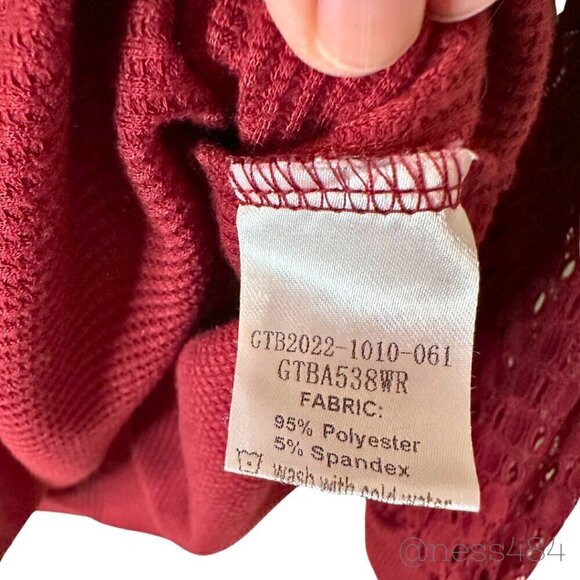 GTB2022-1010-061
GTBA538WR
FABRIC:
95% Polyester
5% Spandex
wash with cold water
@ness484